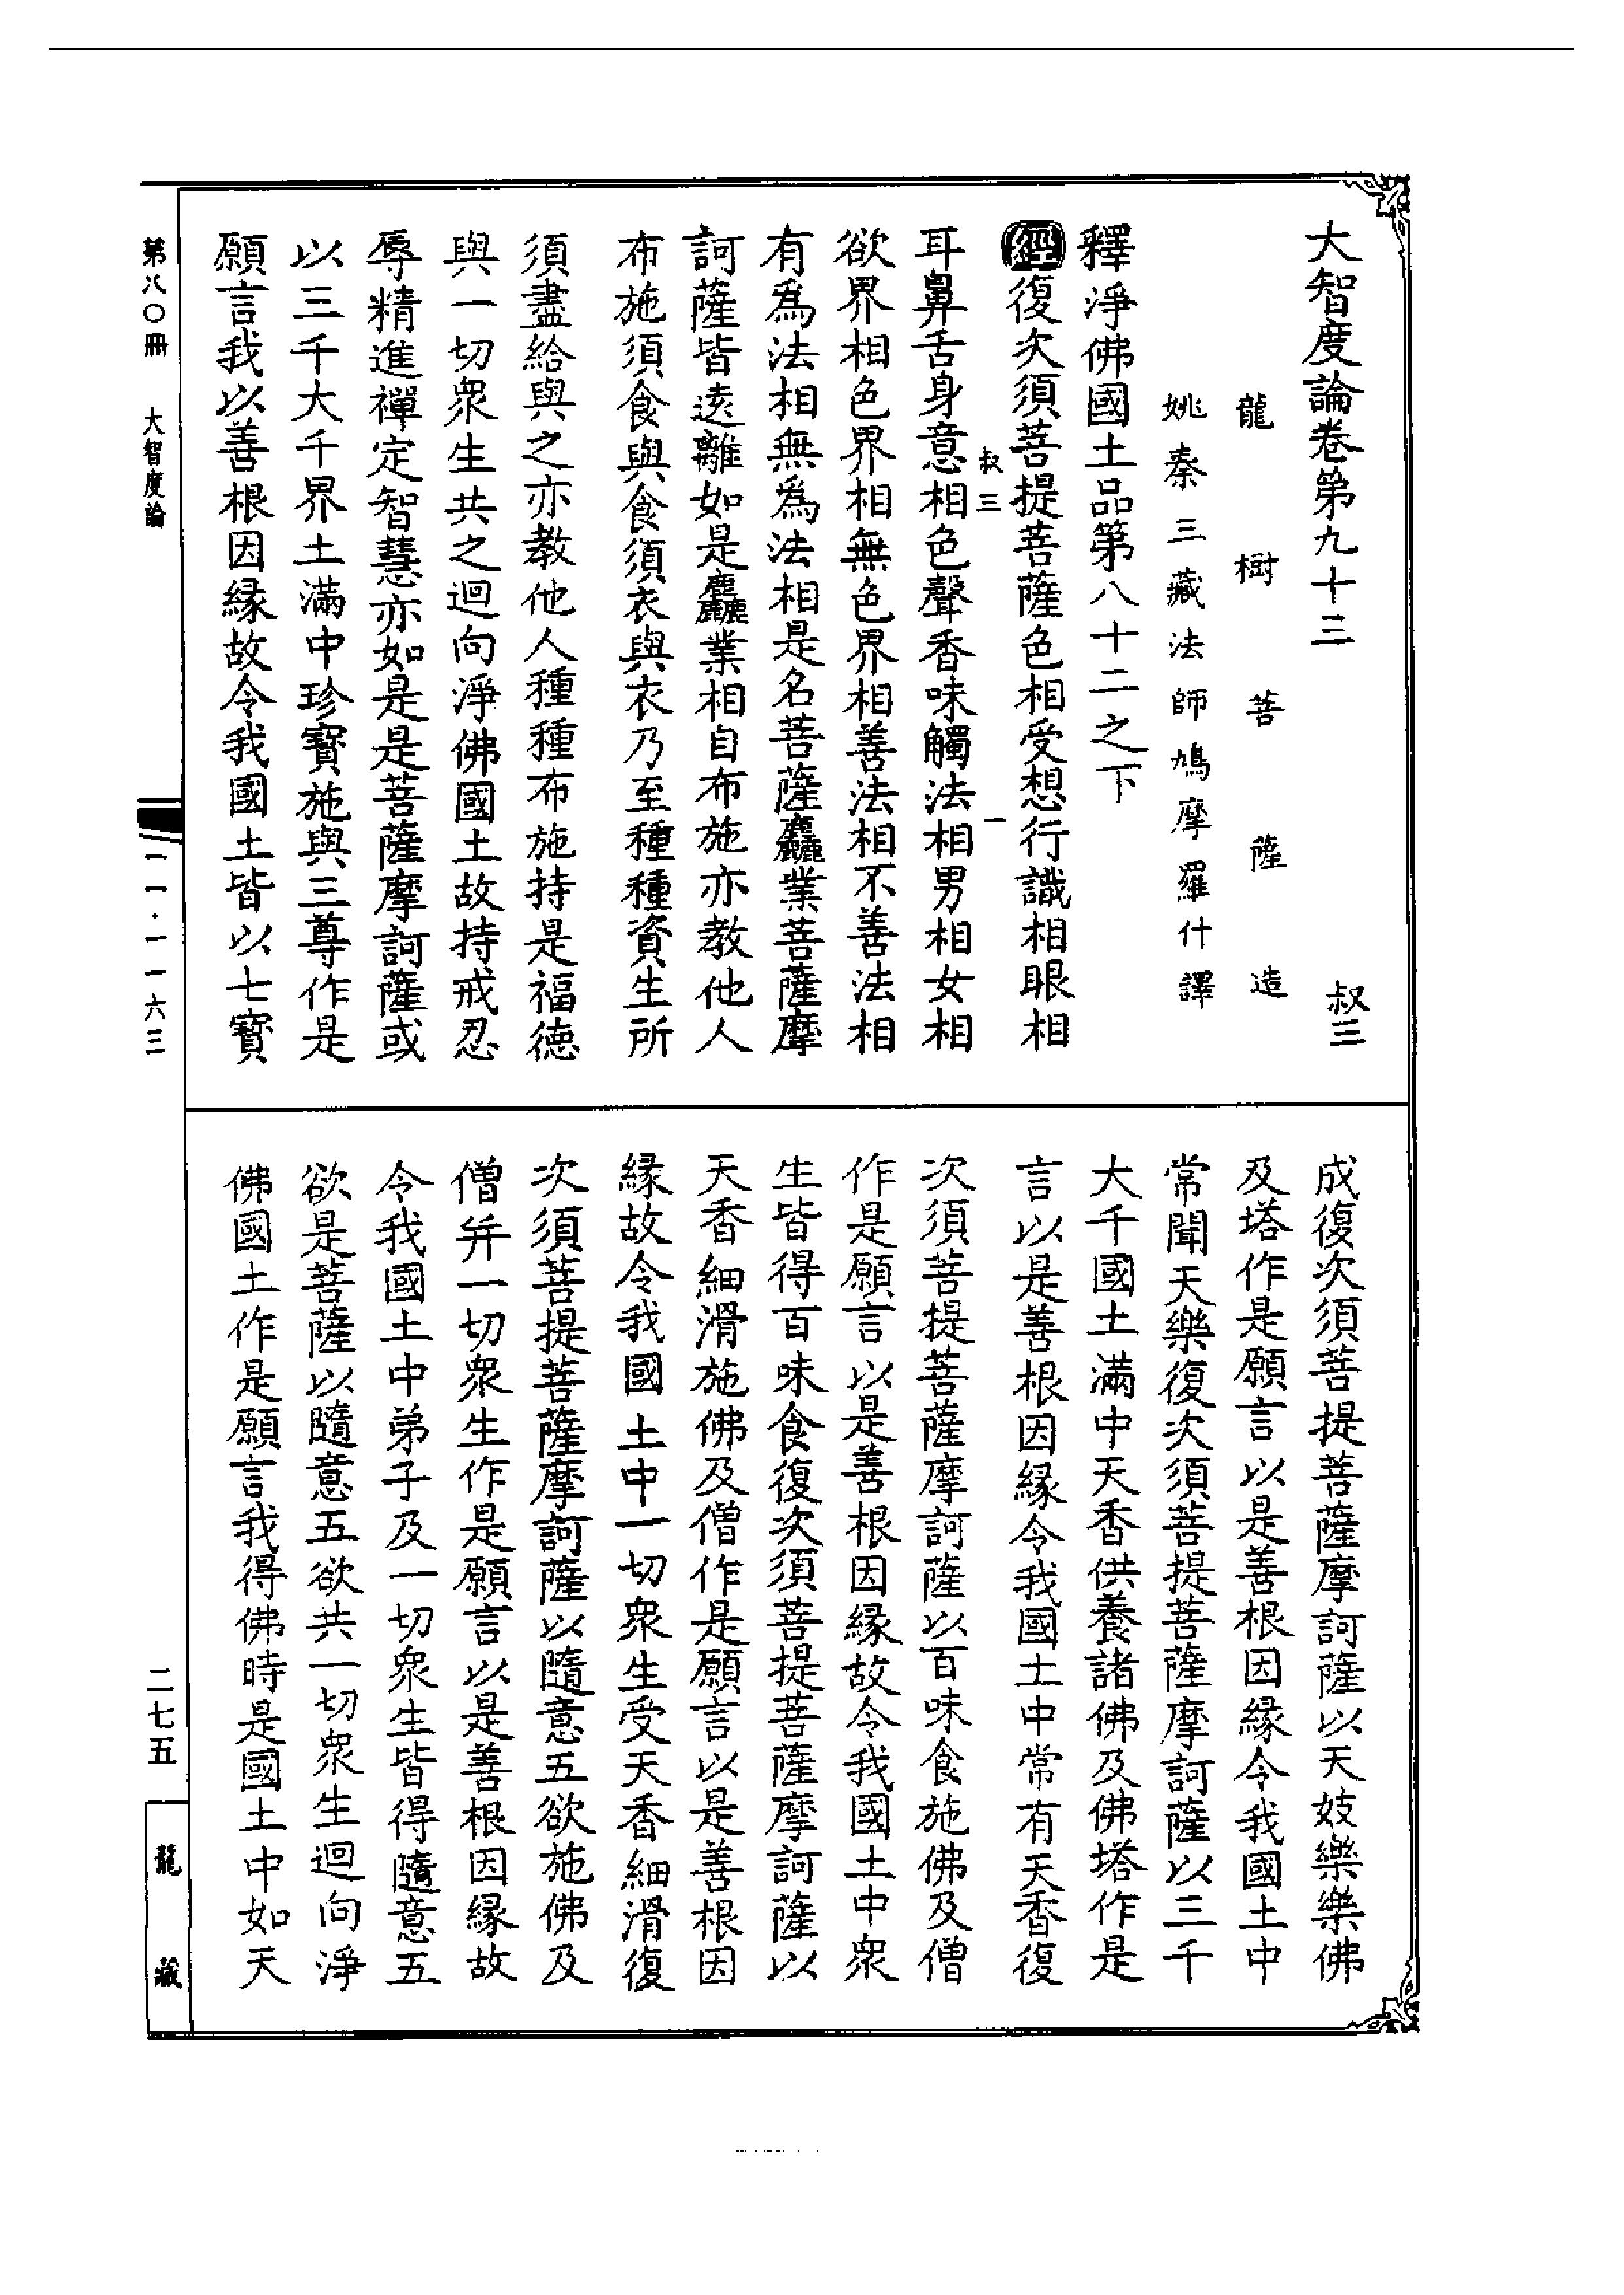 大智度論卷第九十三　叔三
龍樹菩薩造
姚秦三藏法師鳩摩羅什譯
釋淨佛國土品第八十二之下
經復次須菩提菩薩色相受想行識相眼相
叔三　一
耳鼻舌身意相色聲香味觸法相男相女相
欲界相色界相無色界相善法相不善法相
有爲法相無爲法相是名菩薩麤業菩薩摩
訶薩皆遠離如是麤業相自布施亦教他人
布施須食與食須衣與衣乃至種種資生所
須盡給與之亦教他人種種布施持是福德
與一切衆生共之迴向淨佛國土故持戒忍
辱精進禪定智慧亦如是是菩薩摩訶薩或
以三千大千界土滿中珍寶施與三尊作是
願言我以善根因緣故令我國土皆以七寶
成復次須菩提菩薩摩訶薩以天妓樂樂佛
及塔作是願言以是善根因緣令我國土中
常聞天樂復次須菩提菩薩摩訶薩以三千
大千國土滿中天香供養諸佛及佛塔作是
言以是善根因緣令我國土中常有天香復
次須菩提菩薩摩訶薩以百味食施佛及僧
作是願言以是善根因緣故令我國土中衆
生皆得百味食復次須菩提菩薩摩訶薩以
天香細滑施佛及僧作是願言以是善根因
緣故令我國土中一切衆生受天香細滑復
次須菩提菩薩摩訶薩以隨意五欲施佛及
僧幷一切衆生作是願言以是善根因緣故
令我國土中弟子及一切衆生皆得隨意五
欲是菩薩以隨意五欲共一切衆生迴向淨
佛國土作是願言我得佛時是國土中如天
第八〇冊　大智度論
一一·一一六三
二七五
龍藏